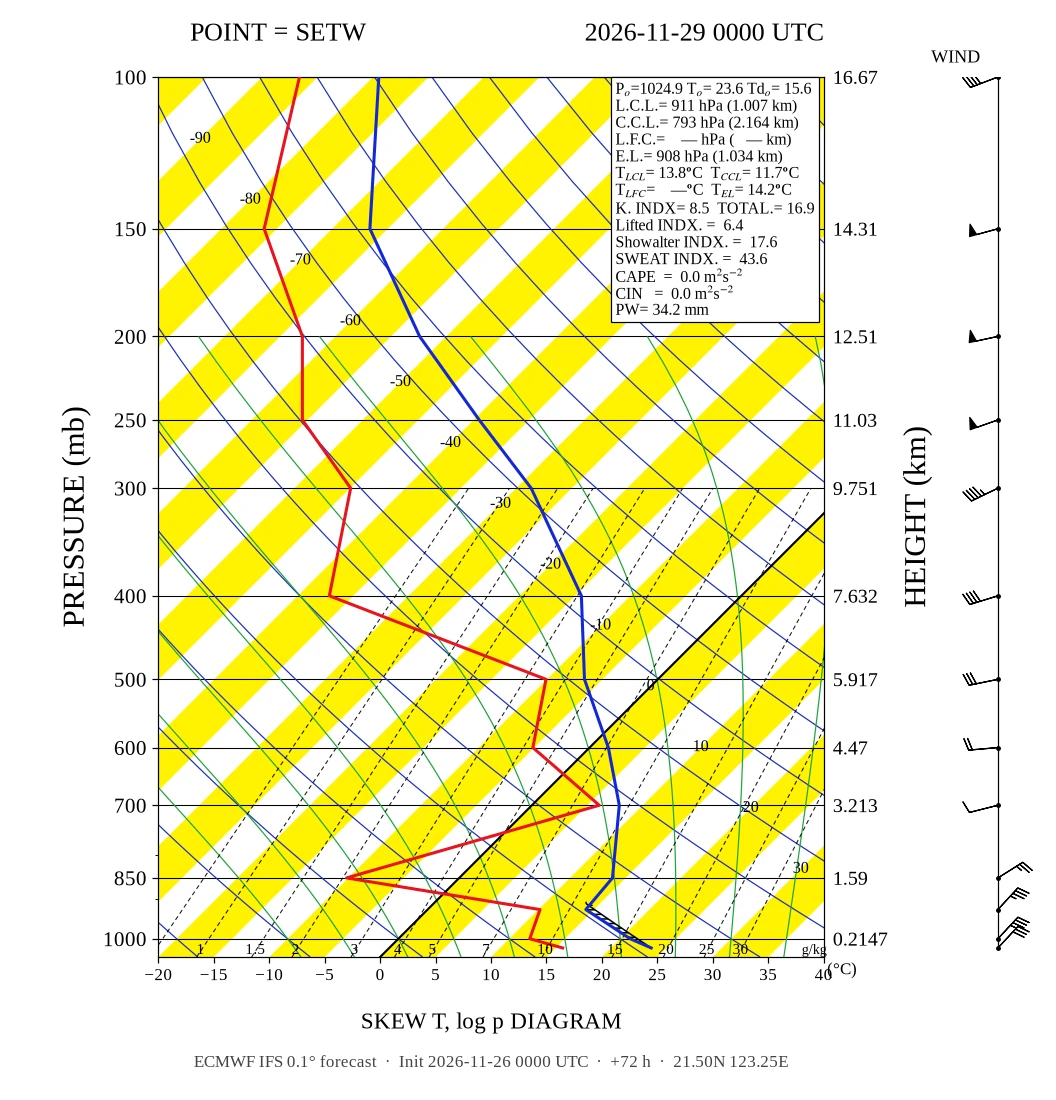 POINT = SETW
2026-11-29 0000 UTC
WIND
100
16.67
Pₒ=1024.9 Tₒ= 23.6 Tdₒ= 15.6
L.C.L.= 911 hPa (1.007 km)
C.C.L.= 793 hPa (2.164 km)
L.F.C.= — hPa ( — km)
E.L.= 908 hPa (1.034 km)
T_LCL= 13.8°C T_CCL= 11.7°C
T_LFC= —°C T_EL= 14.2°C
K. INDX= 8.5 TOTAL.= 16.9
Lifted INDX. = 6.4
Showalter INDX. = 17.6
SWEAT INDX. = 43.6
CAPE = 0.0 m²s⁻²
CIN = 0.0 m²s⁻²
PW= 34.2 mm
-90
-80
150
14.31
-70
-60
200
12.51
-50
250
11.03
-40
300
9.751
-30
PRESSURE (mb)
HEIGHT (km)
-20
400
7.632
-10
500
5.917
0
600
4.47
10
700
3.213
20
30
850
1.59
1000
0.2147
1 1.5 2 3 4 5 7 10 15 20 25 30 g/kg
−20 −15 −10 −5 0 5 10 15 20 25 30 35 40 (°C)
SKEW T, log p DIAGRAM
ECMWF IFS 0.1° forecast · Init 2026-11-26 0000 UTC · +72 h · 21.50N 123.25E